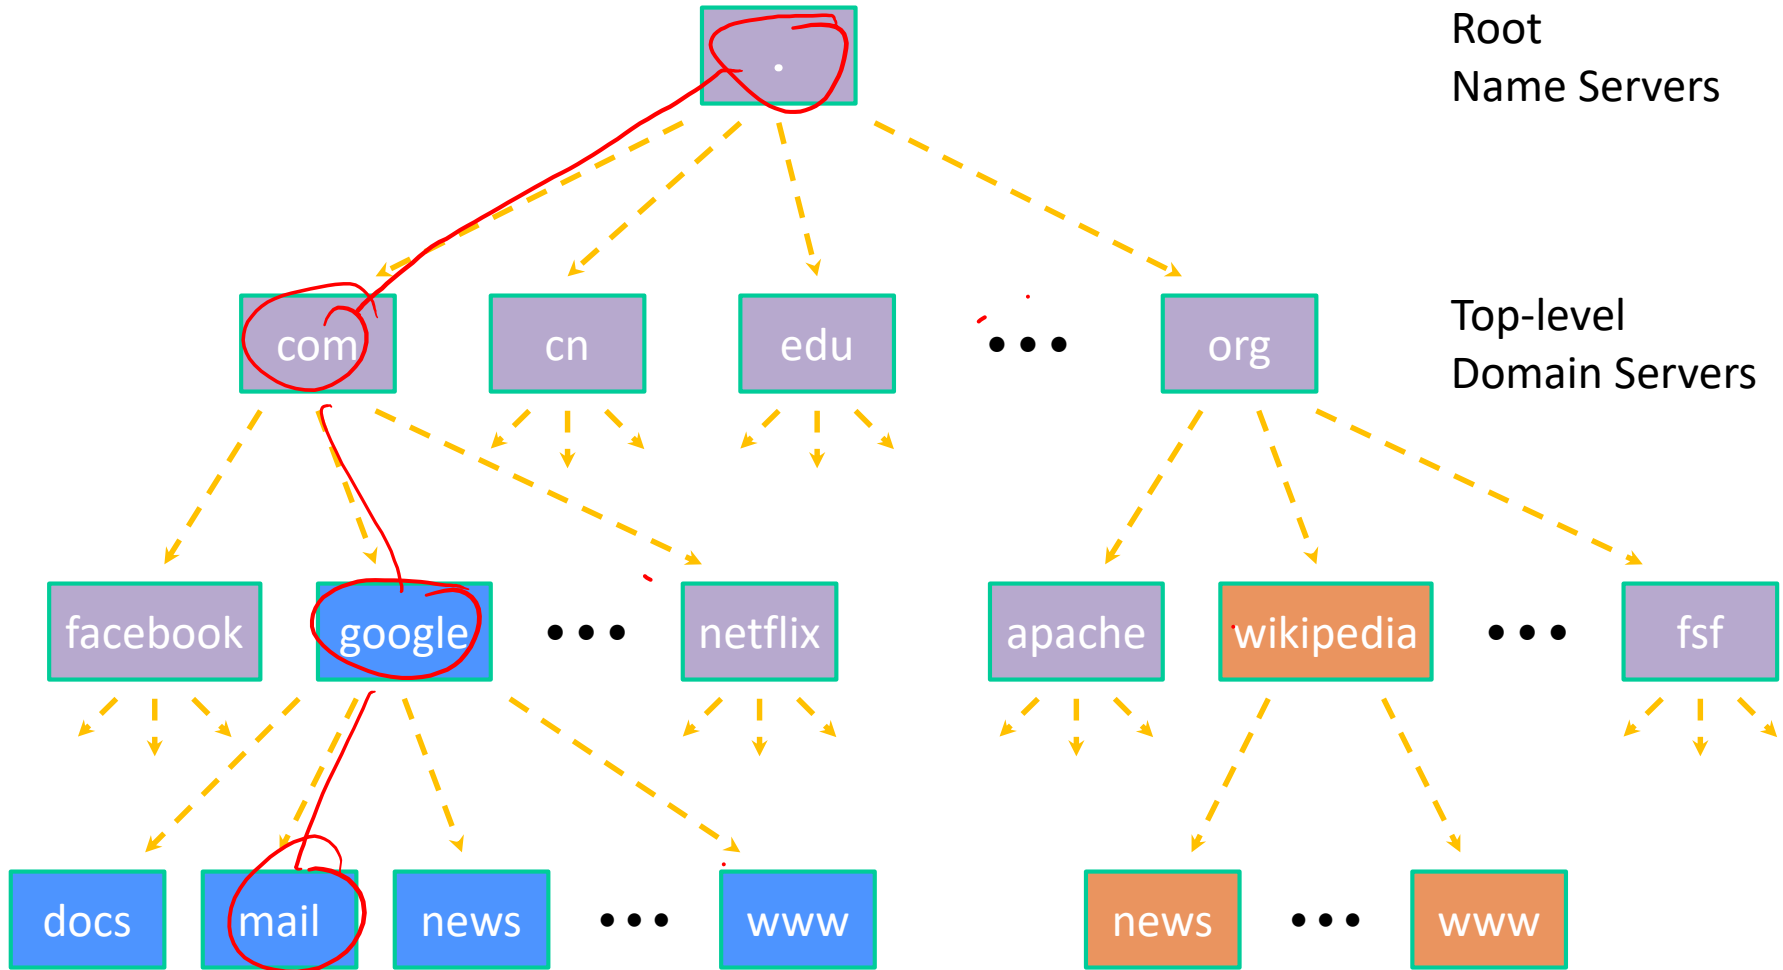 .
Root
Name Servers
com
cn
edu
•••
org
Top-level
Domain Servers
facebook
google
•••
netflix
apache
wikipedia
•••
fsf
docs
mail
news
•••
www
news
•••
www